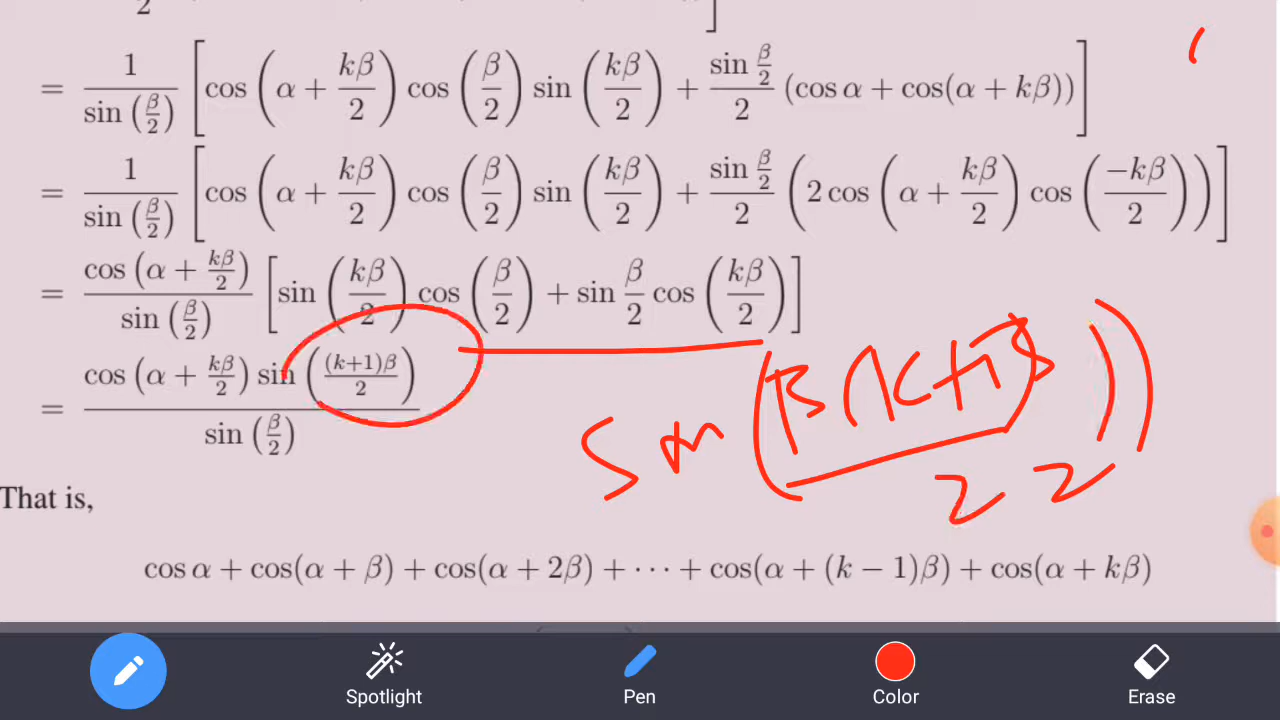 2 ]
= 1/sin(β/2) [cos(α + kβ/2) cos(β/2) sin(kβ/2) + sin β/2 / 2 (cos α + cos(α + kβ))]
= 1/sin(β/2) [cos(α + kβ/2) cos(β/2) sin(kβ/2) + sin β/2 / 2 (2 cos(α + kβ/2) cos(-kβ/2))]
= cos(α + kβ/2)/sin(β/2) [sin(kβ/2) cos(β/2) + sin β/2 cos(kβ/2)]
= cos(α + kβ/2) sin((k+1)β/2) / sin(β/2)
That is,
cos α + cos(α + β) + cos(α + 2β) + · · · + cos(α + (k − 1)β) + cos(α + kβ)
Spotlight
Pen
Color
Erase